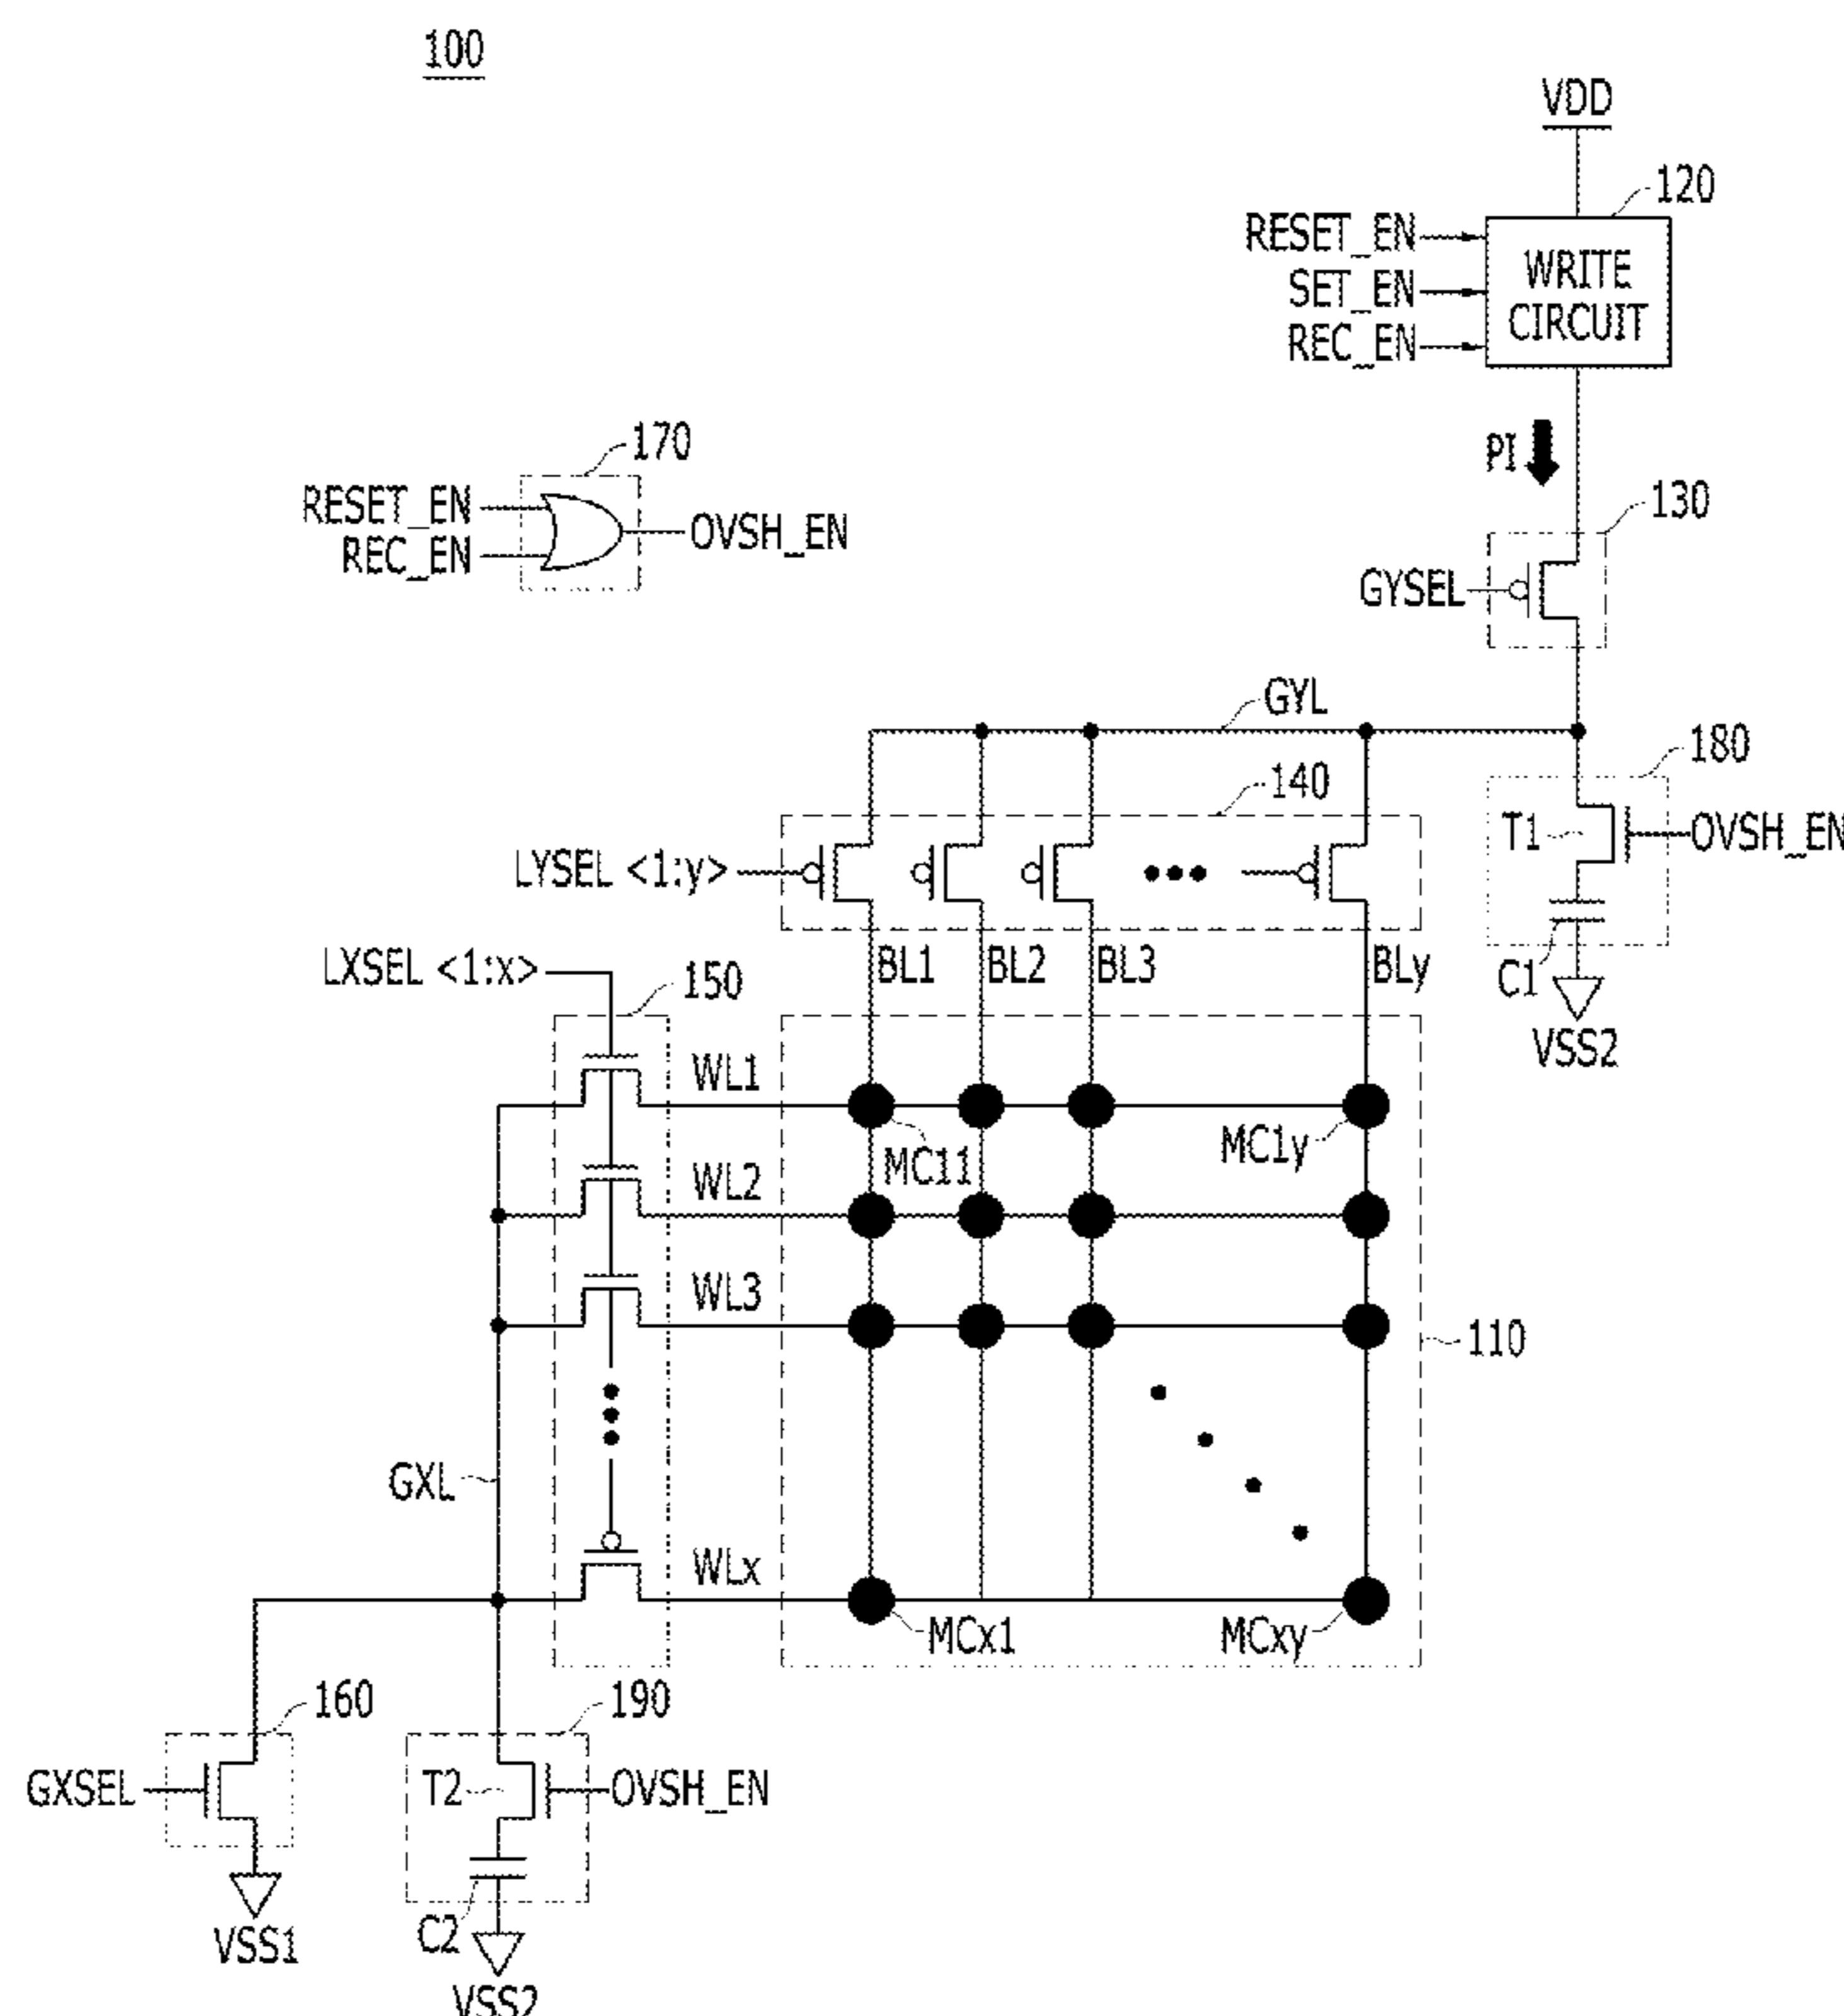 100
VDD
120
RESET_EN
SET_EN
REC_EN
WRITE
CIRCUIT
PI
170
RESET_EN
REC_EN
OVSH_EN
130
GYSEL
GYL
180
140
T1
OVSH_EN
LYSEL <1:y>
C1
VSS2
BL1
BL2
BL3
BLy
LXSEL <1:x>
150
WL1
MC11
MC1y
WL2
WL3
110
GXL
WLx
MCx1
MCxy
160
190
GXSEL
T2
OVSH_EN
VSS1
C2
VSS2